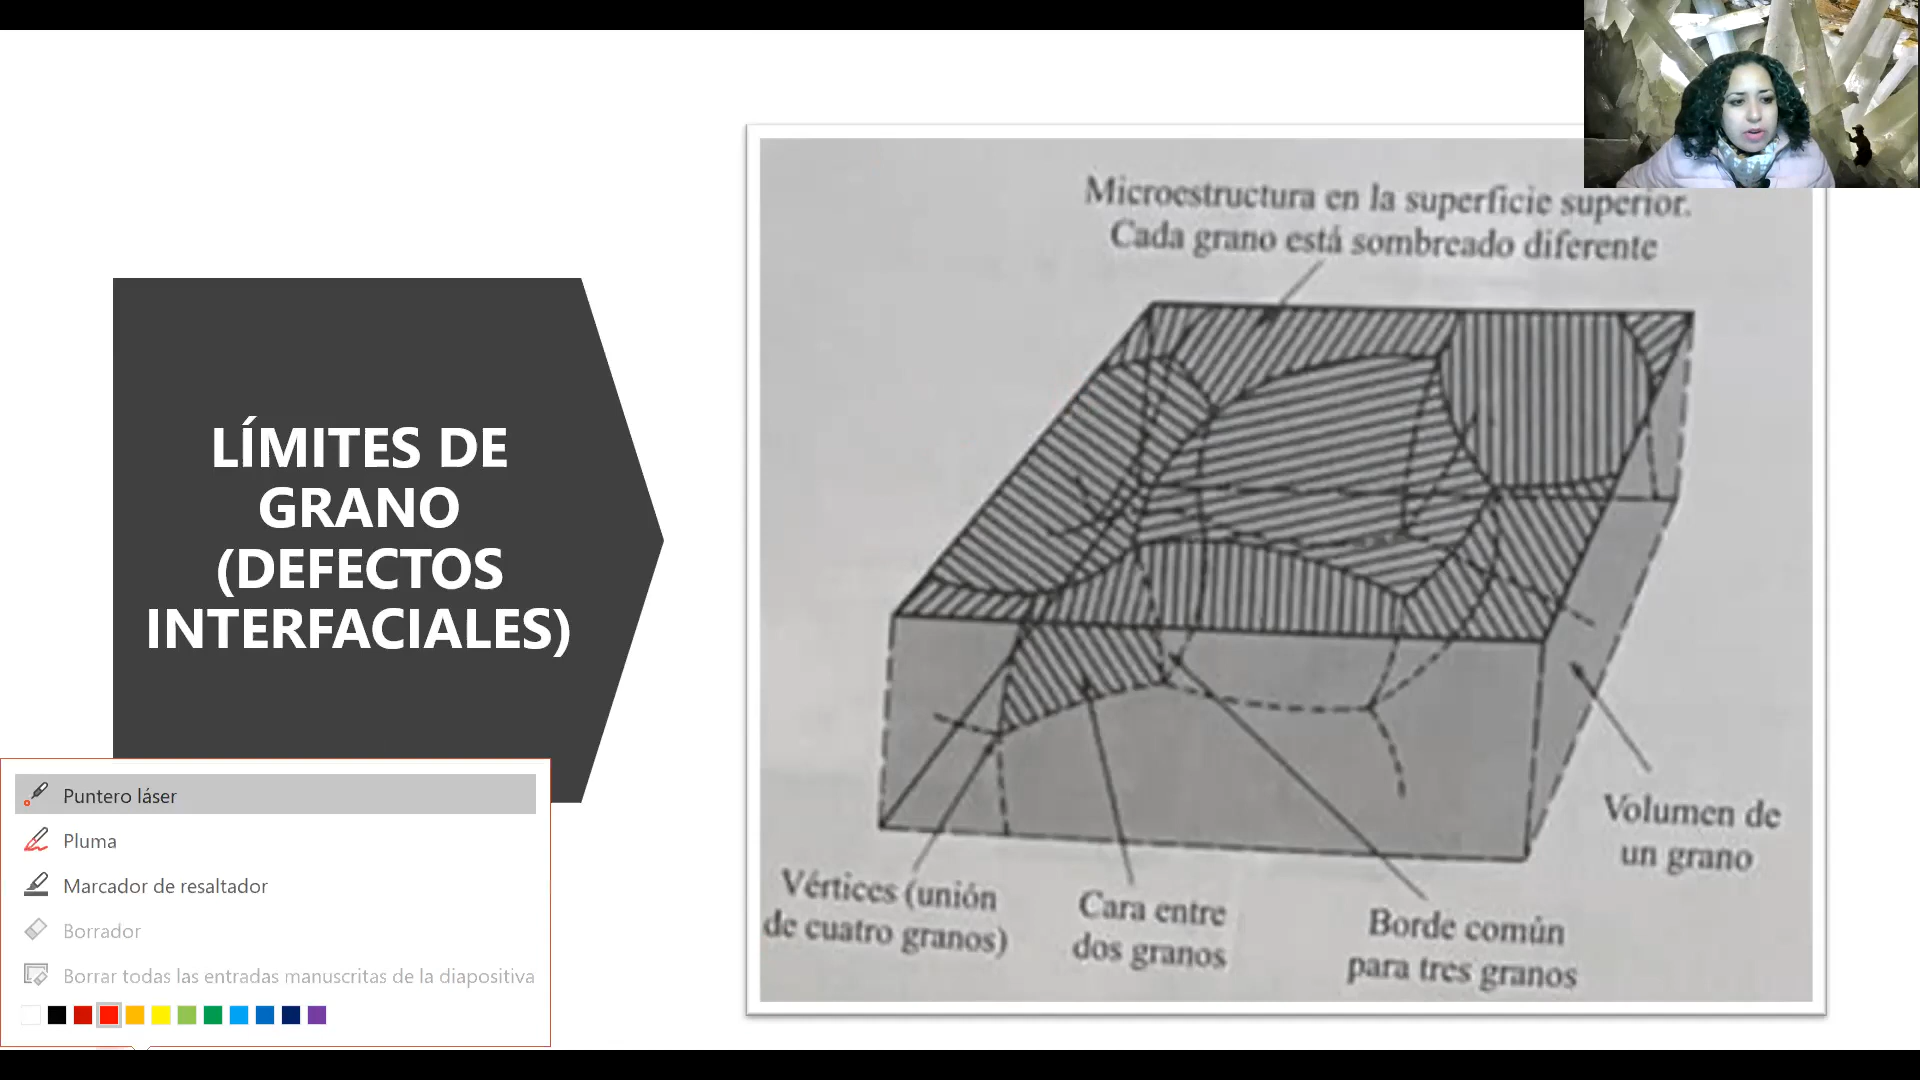 LÍMITES DE
GRANO
(DEFECTOS
INTERFACIALES)
Microestructura en la superficie superior.
Cada grano está sombreado diferente
Volumen de
un grano
Vértices (unión
de cuatro granos)
Cara entre
dos granos
Borde común
para tres granos
Puntero láser
Pluma
Marcador de resaltador
Borrador
Borrar todas las entradas manuscritas de la diapositiva